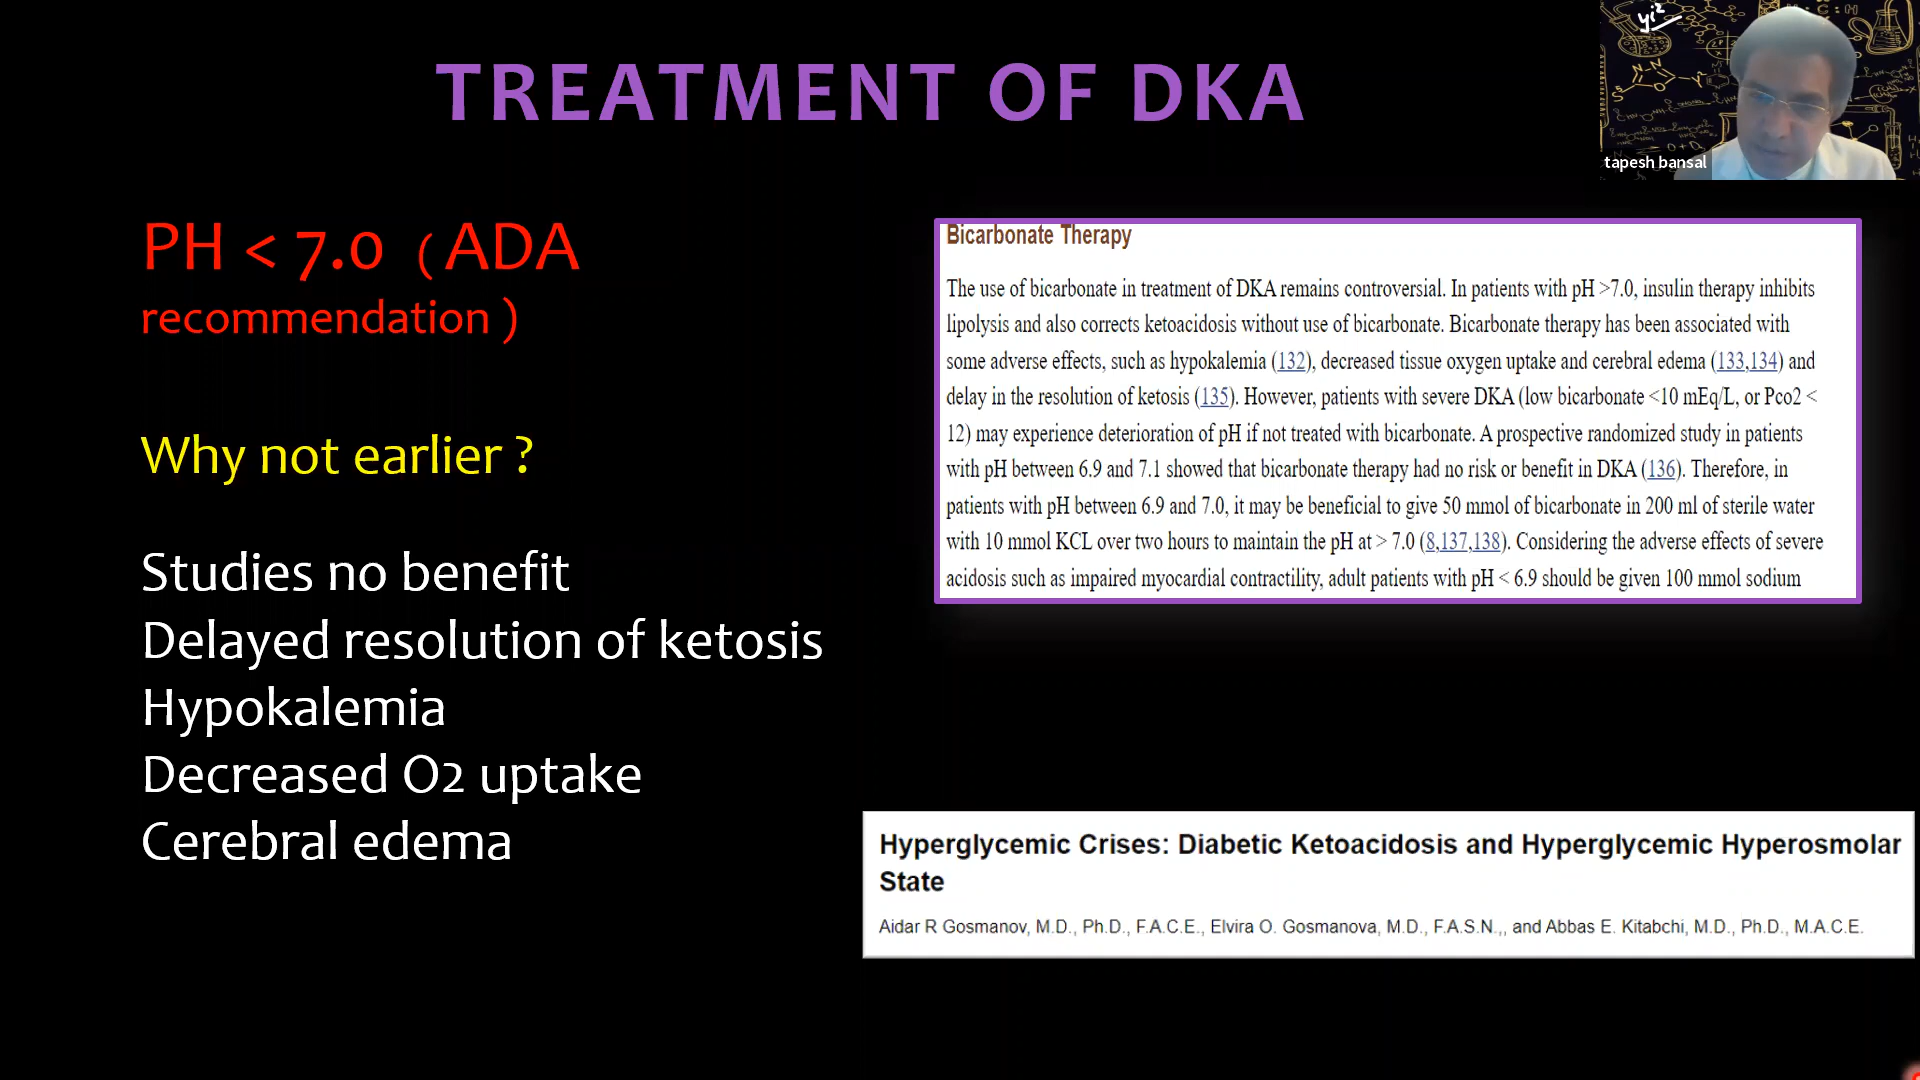 TREATMENT OF DKA
yi²
tapesh bansal
PH < 7.0 ( ADA
recommendation )
Why not earlier ?
Studies no benefit
Delayed resolution of ketosis
Hypokalemia
Decreased O2 uptake
Cerebral edema
Bicarbonate Therapy
The use of bicarbonate in treatment of DKA remains controversial. In patients with pH >7.0, insulin therapy inhibits
lipolysis and also corrects ketoacidosis without use of bicarbonate. Bicarbonate therapy has been associated with
some adverse effects, such as hypokalemia (132), decreased tissue oxygen uptake and cerebral edema (133,134) and
delay in the resolution of ketosis (135). However, patients with severe DKA (low bicarbonate <10 mEq/L, or Pco2 <
12) may experience deterioration of pH if not treated with bicarbonate. A prospective randomized study in patients
with pH between 6.9 and 7.1 showed that bicarbonate therapy had no risk or benefit in DKA (136). Therefore, in
patients with pH between 6.9 and 7.0, it may be beneficial to give 50 mmol of bicarbonate in 200 ml of sterile water
with 10 mmol KCL over two hours to maintain the pH at > 7.0 (8,137,138). Considering the adverse effects of severe
acidosis such as impaired myocardial contractility, adult patients with pH < 6.9 should be given 100 mmol sodium
Hyperglycemic Crises: Diabetic Ketoacidosis and Hyperglycemic Hyperosmolar
State
Aidar R Gosmanov, M.D., Ph.D., F.A.C.E., Elvira O. Gosmanova, M.D., F.A.S.N.,, and Abbas E. Kitabchi, M.D., Ph.D., M.A.C.E.